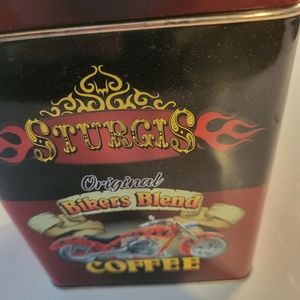 STURGIS
Original
Bikers Blend
COFFEE